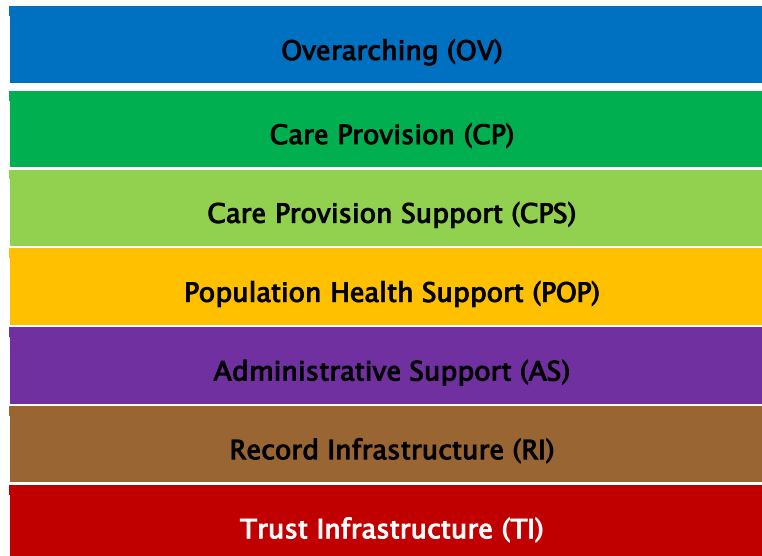 Overarching (OV)
Care Provision (CP)
Care Provision Support (CPS)
Population Health Support (POP)
Administrative Support (AS)
Record Infrastructure (RI)
Trust Infrastructure (TI)